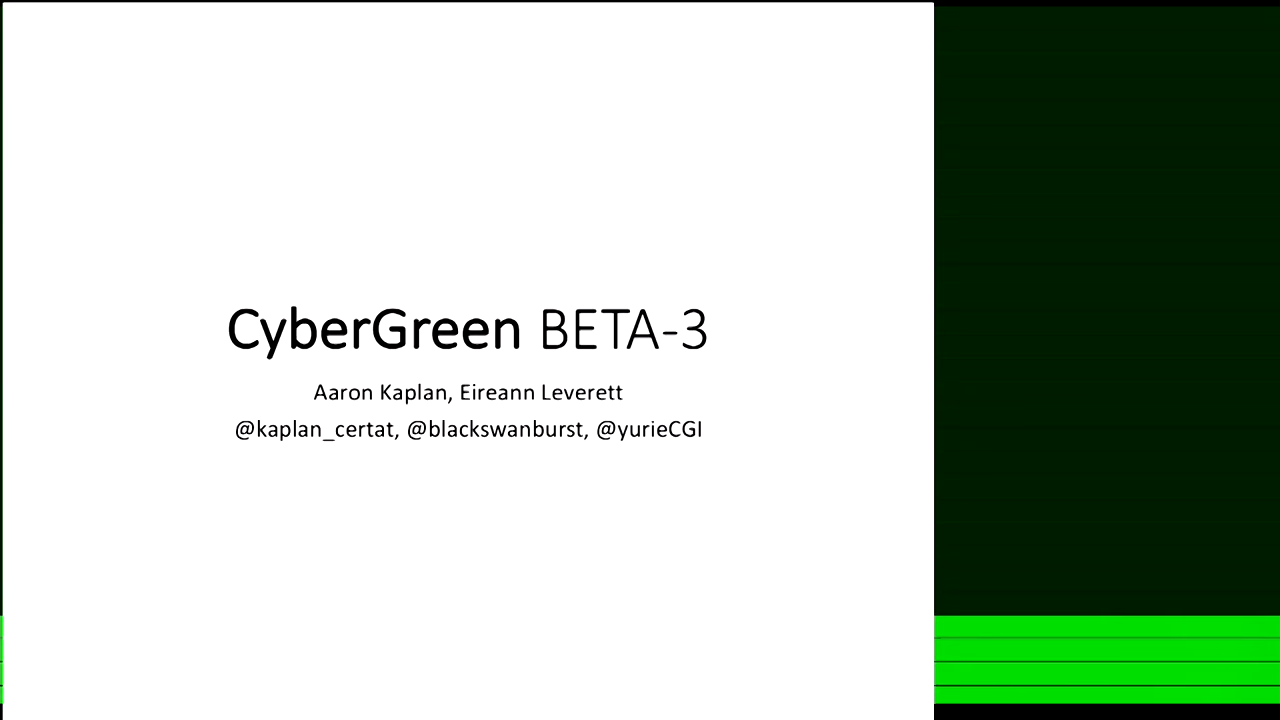 CyberGreen BETA-3
Aaron Kaplan, Eireann Leverett
@kaplan_certat, @blackswanburst, @yurieCGI